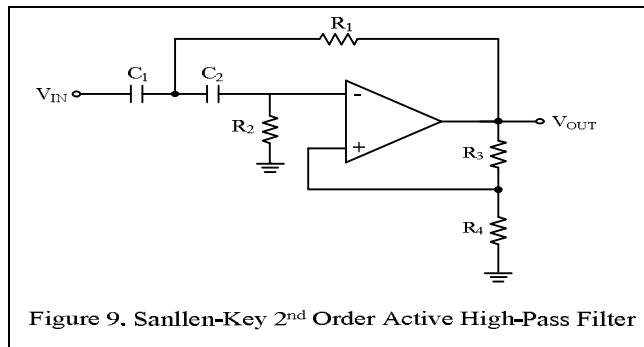 R1
C1
C2
VIN
R2
-
+
VOUT
R3
R4
Figure 9. Sanllen-Key 2nd Order Active High-Pass Filter